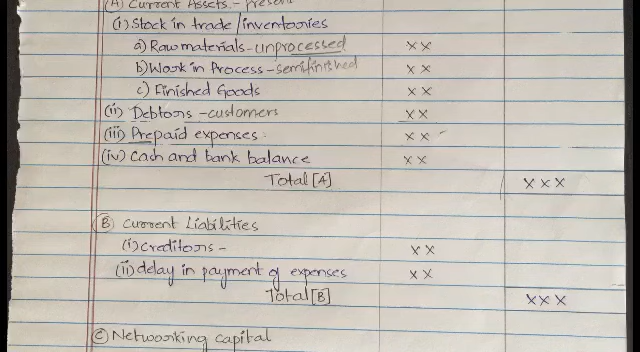 (A) Current Assets - present
(i) Stock in trade/inventories
a) Raw materials - unprocessed xx
b) Work in Process - semifinished xx
c) Finished Goods xx
(ii) Debtors - customers xx
(iii) Prepaid expenses xx
(iv) Cash and bank balance xx
Total [A] xxx
(B) Current Liabilities
(i) Creditors - xx
(ii) delay in payment of expenses xx
Total [B] xxx
(C) Networking capital